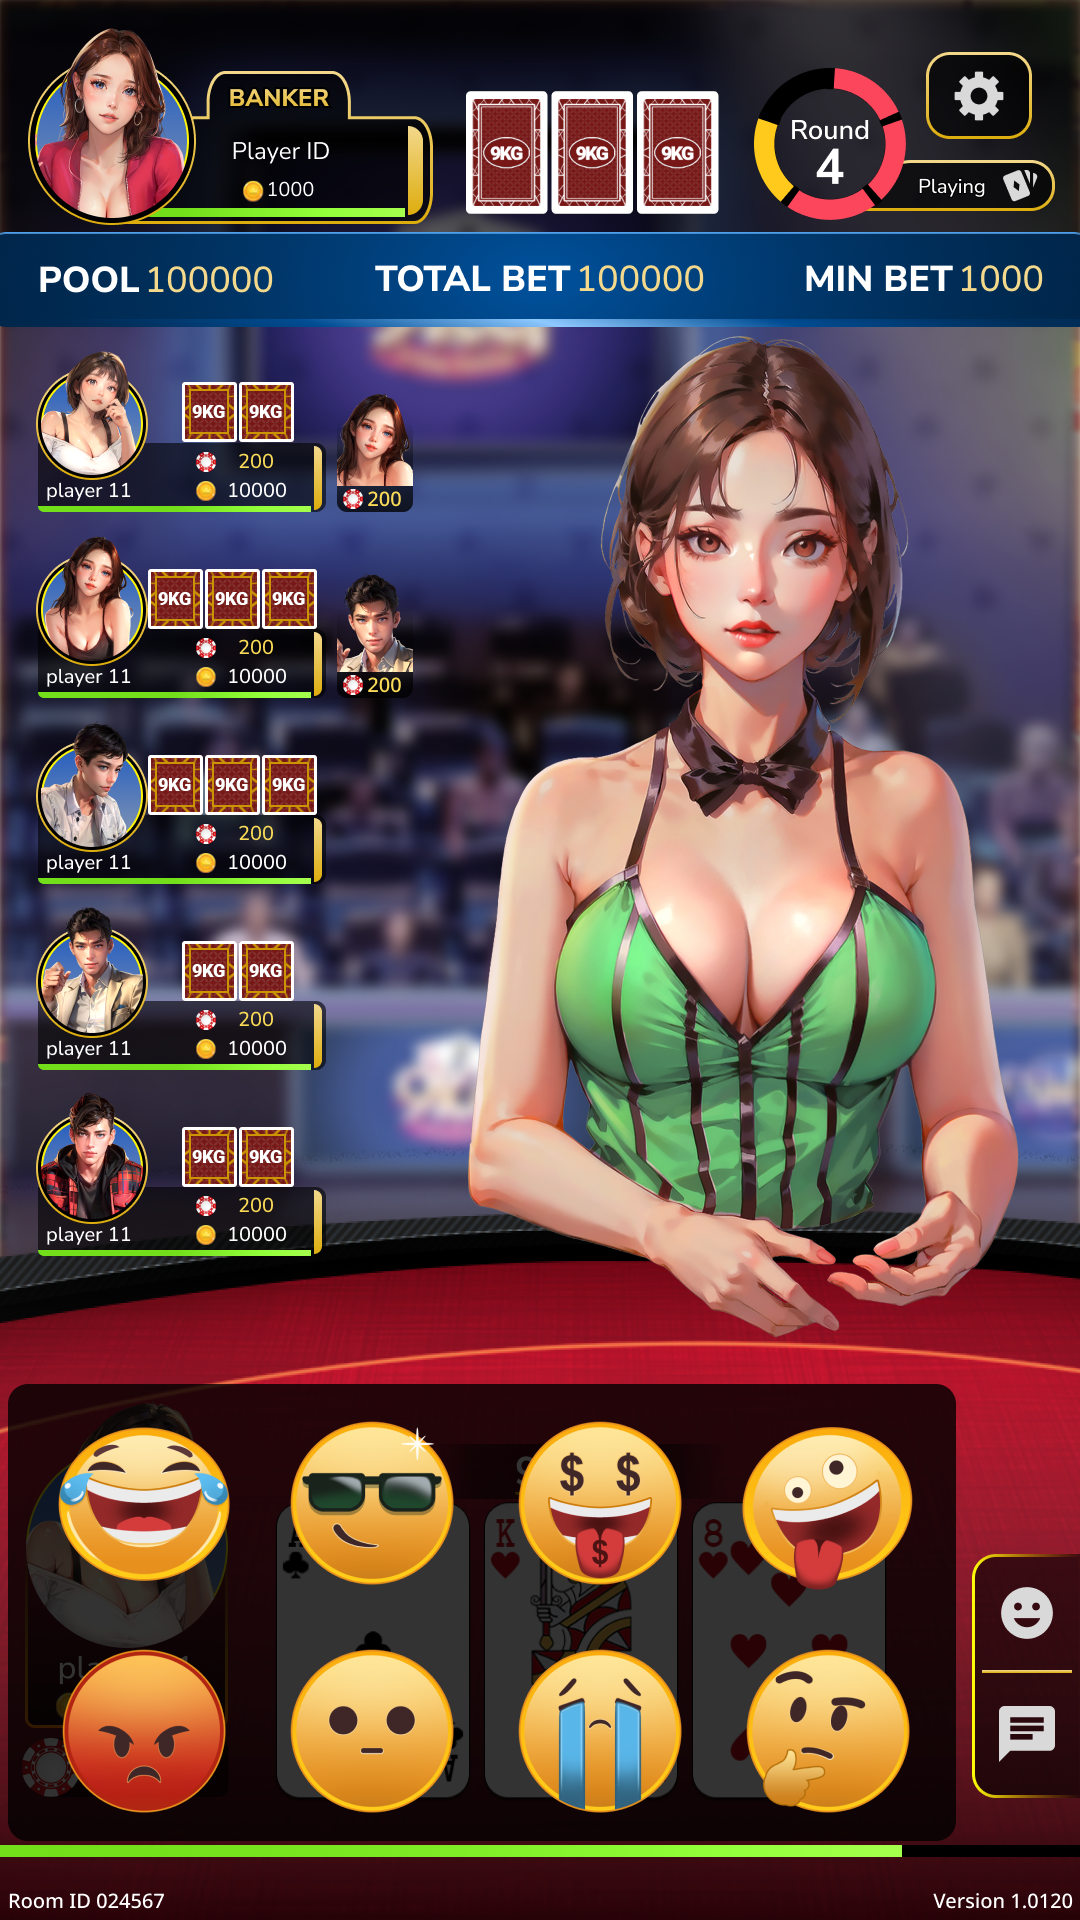 BANKER
Player ID
1000
9KG 9KG 9KG
Round
4
Playing
POOL 100000 TOTAL BET 100000 MIN BET 1000
9KG 9KG
200
player 11 10000
200
9KG 9KG 9KG
200
player 11 10000
200
9KG 9KG 9KG
200
player 11 10000
9KG 9KG
200
player 11 10000
9KG 9KG
200
player 11 10000
$ $
$
A K 8
A
Room ID 024567 Version 1.0120